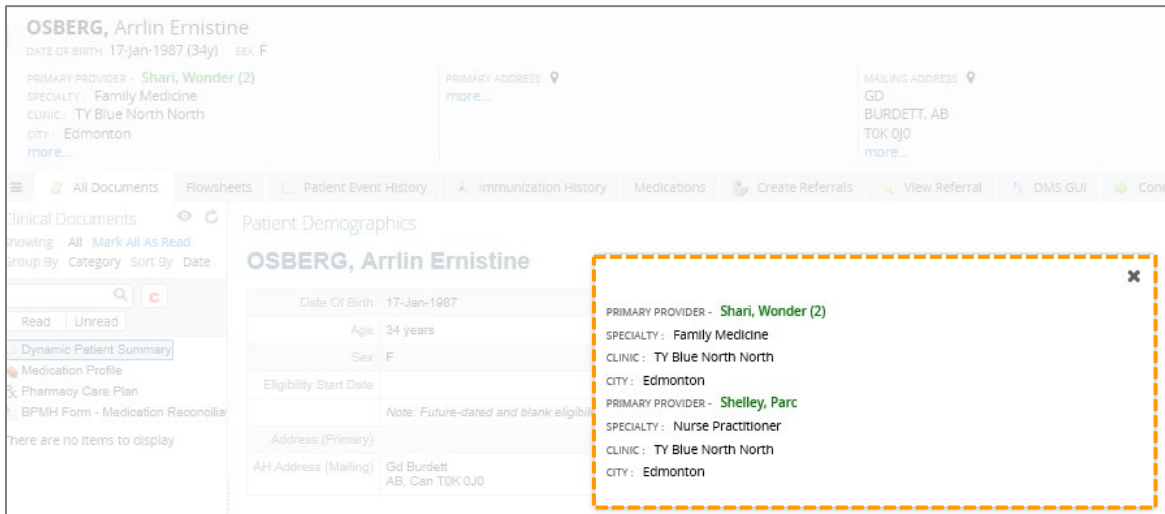 OSBERG, Arrlin Ernistine
DATE OF BIRTH 17-Jan-1987 (34y) SEX F
PRIMARY PROVIDER - Shari, Wonder (2)
SPECIALTY : Family Medicine
CLINIC : TY Blue North North
CITY : Edmonton
more...
PRIMARY ADDRESS
more...
MAILING ADDRESS
GD
BURDETT, AB
T0K 0J0
more...
All Documents Flowsheets Patient Event History Immunization History Medications Create Referrals View Referral DMS GUI
Clinical Documents
Showing All Mark All As Read
Group By Category Sort By Date
C
Read Unread
Dynamic Patient Summary
Medication Profile
Pharmacy Care Plan
BPMH Form - Medication Reconcilia
There are no items to display
Patient Demographics
OSBERG, Arrlin Ernistine
Date Of Birth 17-Jan-1987
Age 34 years
Sex F
Eligibility Start Date
Note: Future-dated and blank eligibili
Address (Primary)
AH Address (Mailing) Gd Burdett
AB, Can T0K 0J0
PRIMARY PROVIDER - Shari, Wonder (2)
SPECIALTY : Family Medicine
CLINIC : TY Blue North North
CITY : Edmonton
PRIMARY PROVIDER - Shelley, Parc
SPECIALTY : Nurse Practitioner
CLINIC : TY Blue North North
CITY : Edmonton